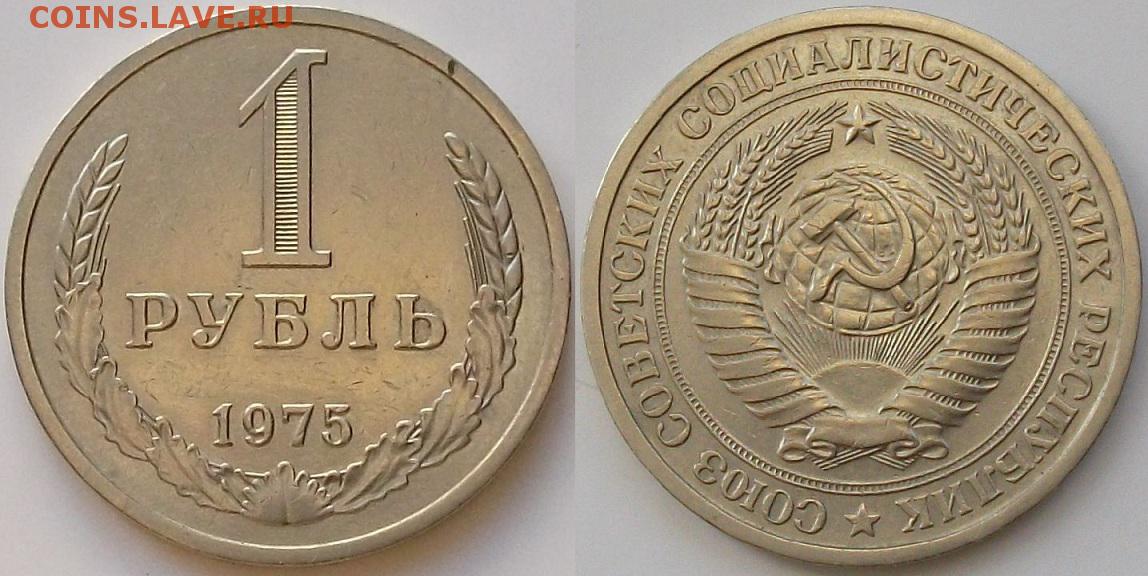 COINS.LAVE.RU
1
РУБЛЬ
1975
СОЮЗ СОВЕТСКИХ СОЦИАЛИСТИЧЕСКИХ РЕСПУБЛИК